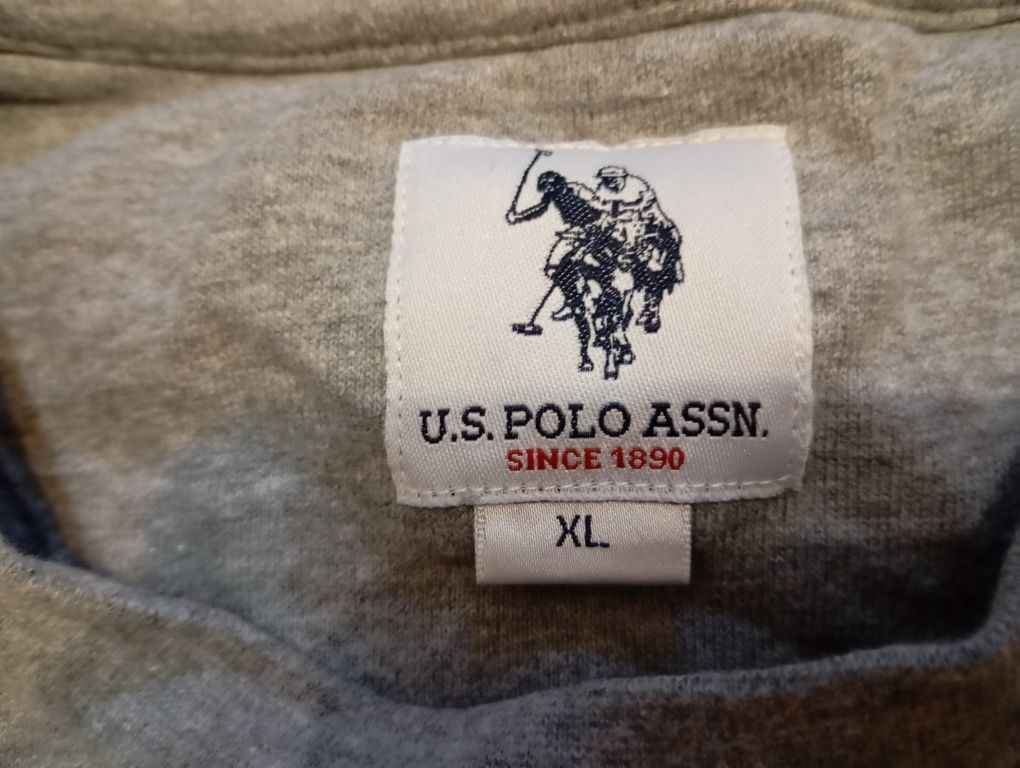 U.S. POLO ASSN.
SINCE 1890
XL